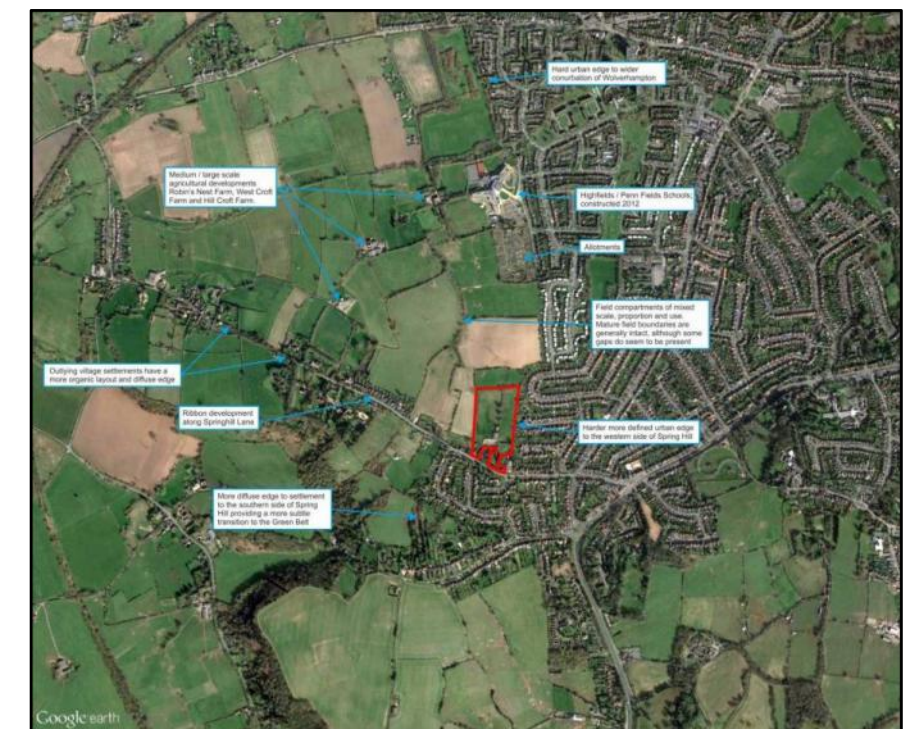 Hard urban edge to wider
conurbation of Wolverhampton
Medium / large scale
agricultural developments
Robin's Nest Farm, West Croft
Farm and Hill Croft Farm.
Highfields / Penn Fields Schools;
constructed 2012
Allotments
Field compartments of mixed
scale, proportion and use.
Mature field boundaries are
generally intact, although some
gaps do seem to be present
Outlying village settlements have a
more organic layout and diffuse edge
Ribbon development
along Springhill Lane
Harder more defined urban edge
to the western side of Spring Hill
More diffuse edge to settlement
to the southern side of Spring
Hill providing a more subtle
transition to the Green Belt
Google earth